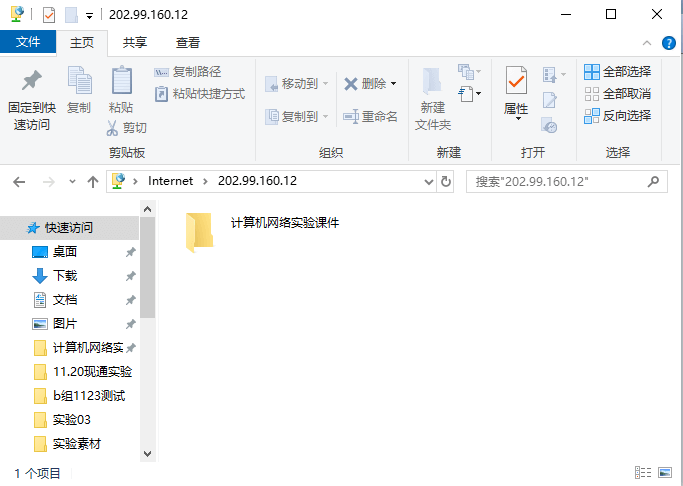 202.99.160.12
文件 主页 共享 查看
固定到快速访问 复制 粘贴 复制路径 粘贴快捷方式 剪切
移动到 复制到 删除 重命名
新建文件夹
属性
全部选择 全部取消 反向选择
剪贴板 组织 新建 打开 选择
Internet 202.99.160.12 搜索"202.99.160.12"
快速访问
桌面
下载
文档
图片
计算机网络实
11.20现通实验
b组1123测试
实验03
实验素材
计算机网络实验课件
1 个项目